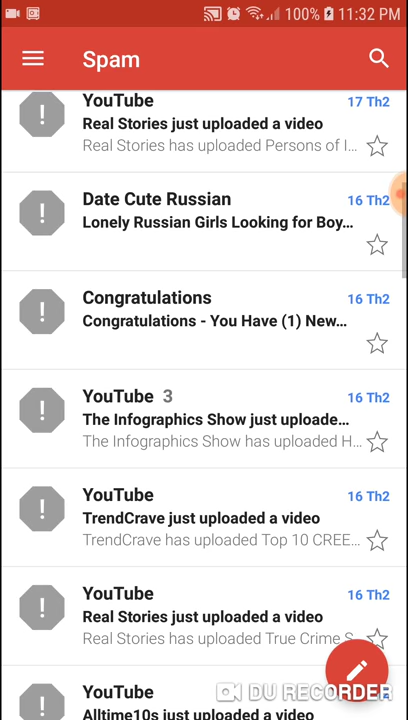 100% 11:32 PM
Spam
YouTube 17 Th2
Real Stories just uploaded a video
Real Stories has uploaded Persons of I...
Date Cute Russian 16 Th2
Lonely Russian Girls Looking for Boy...
Congratulations 16 Th2
Congratulations - You Have (1) New...
YouTube 3 16 Th2
The Infographics Show just uploade...
The Infographics Show has uploaded H...
YouTube 16 Th2
TrendCrave just uploaded a video
TrendCrave has uploaded Top 10 CREE...
YouTube 16 Th2
Real Stories just uploaded a video
Real Stories has uploaded True Crime S...
YouTube
DU RECORDER
Alltime10s just uploaded a video